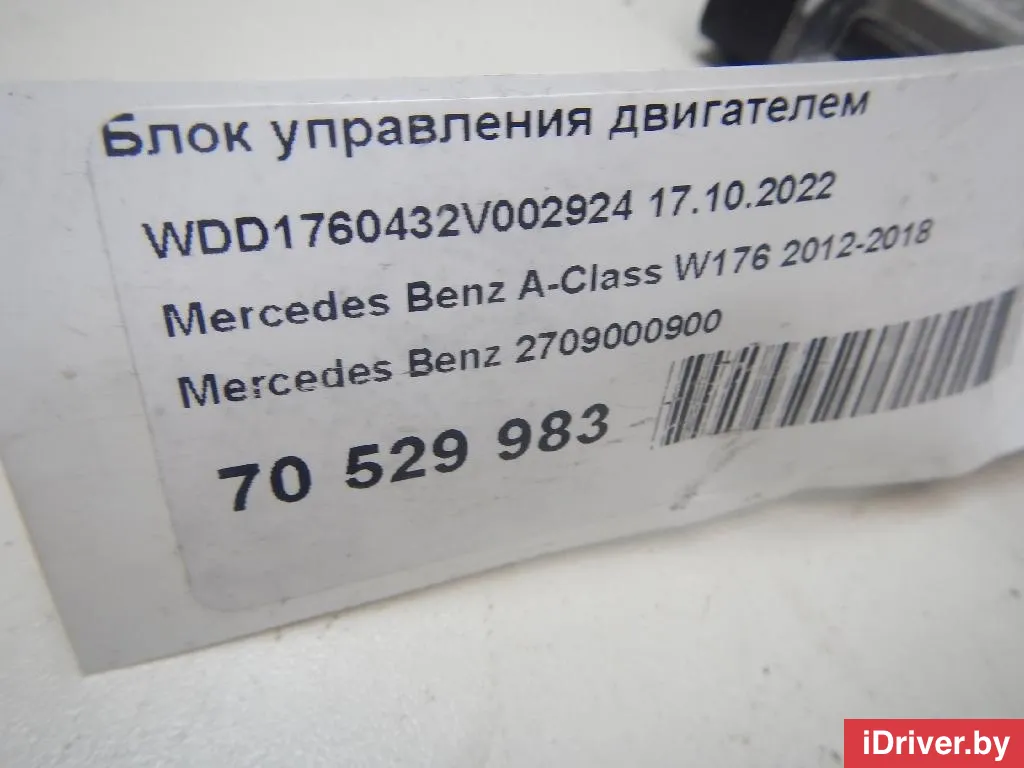 Блок управления двигателем
WDD1760432V002924 17.10.2022
Mercedes Benz A-Class W176 2012-2018
Mercedes Benz 2709000900
70 529 983
iDriver.by